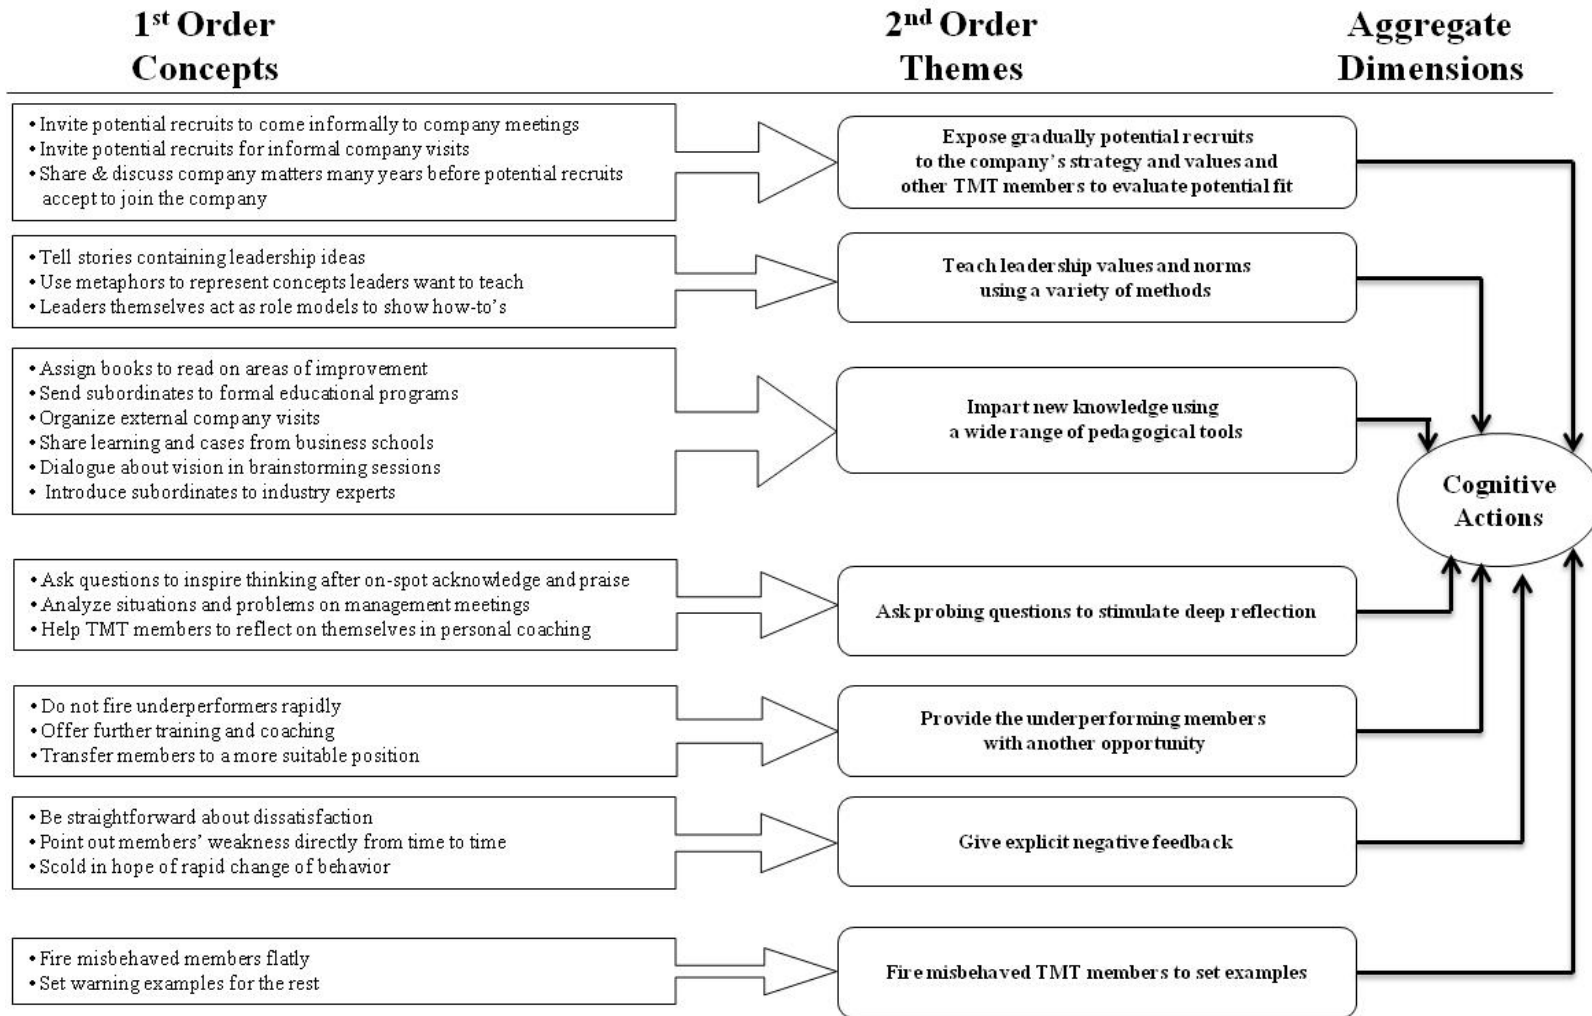 1st Order
Concepts
2nd Order
Themes
Aggregate
Dimensions
• Invite potential recruits to come informally to company meetings
• Invite potential recruits for informal company visits
• Share & discuss company matters many years before potential recruits
accept to join the company
Expose gradually potential recruits
to the company's strategy and values and
other TMT members to evaluate potential fit
• Tell stories containing leadership ideas
• Use metaphors to represent concepts leaders want to teach
• Leaders themselves act as role models to show how-to's
Teach leadership values and norms
using a variety of methods
• Assign books to read on areas of improvement
• Send subordinates to formal educational programs
• Organize external company visits
• Share learning and cases from business schools
• Dialogue about vision in brainstorming sessions
• Introduce subordinates to industry experts
Impart new knowledge using
a wide range of pedagogical tools
Cognitive
Actions
• Ask questions to inspire thinking after on-spot acknowledge and praise
• Analyze situations and problems on management meetings
• Help TMT members to reflect on themselves in personal coaching
Ask probing questions to stimulate deep reflection
• Do not fire underperformers rapidly
• Offer further training and coaching
• Transfer members to a more suitable position
Provide the underperforming members
with another opportunity
• Be straightforward about dissatisfaction
• Point out members' weakness directly from time to time
• Scold in hope of rapid change of behavior
Give explicit negative feedback
• Fire misbehaved members flatly
• Set warning examples for the rest
Fire misbehaved TMT members to set examples